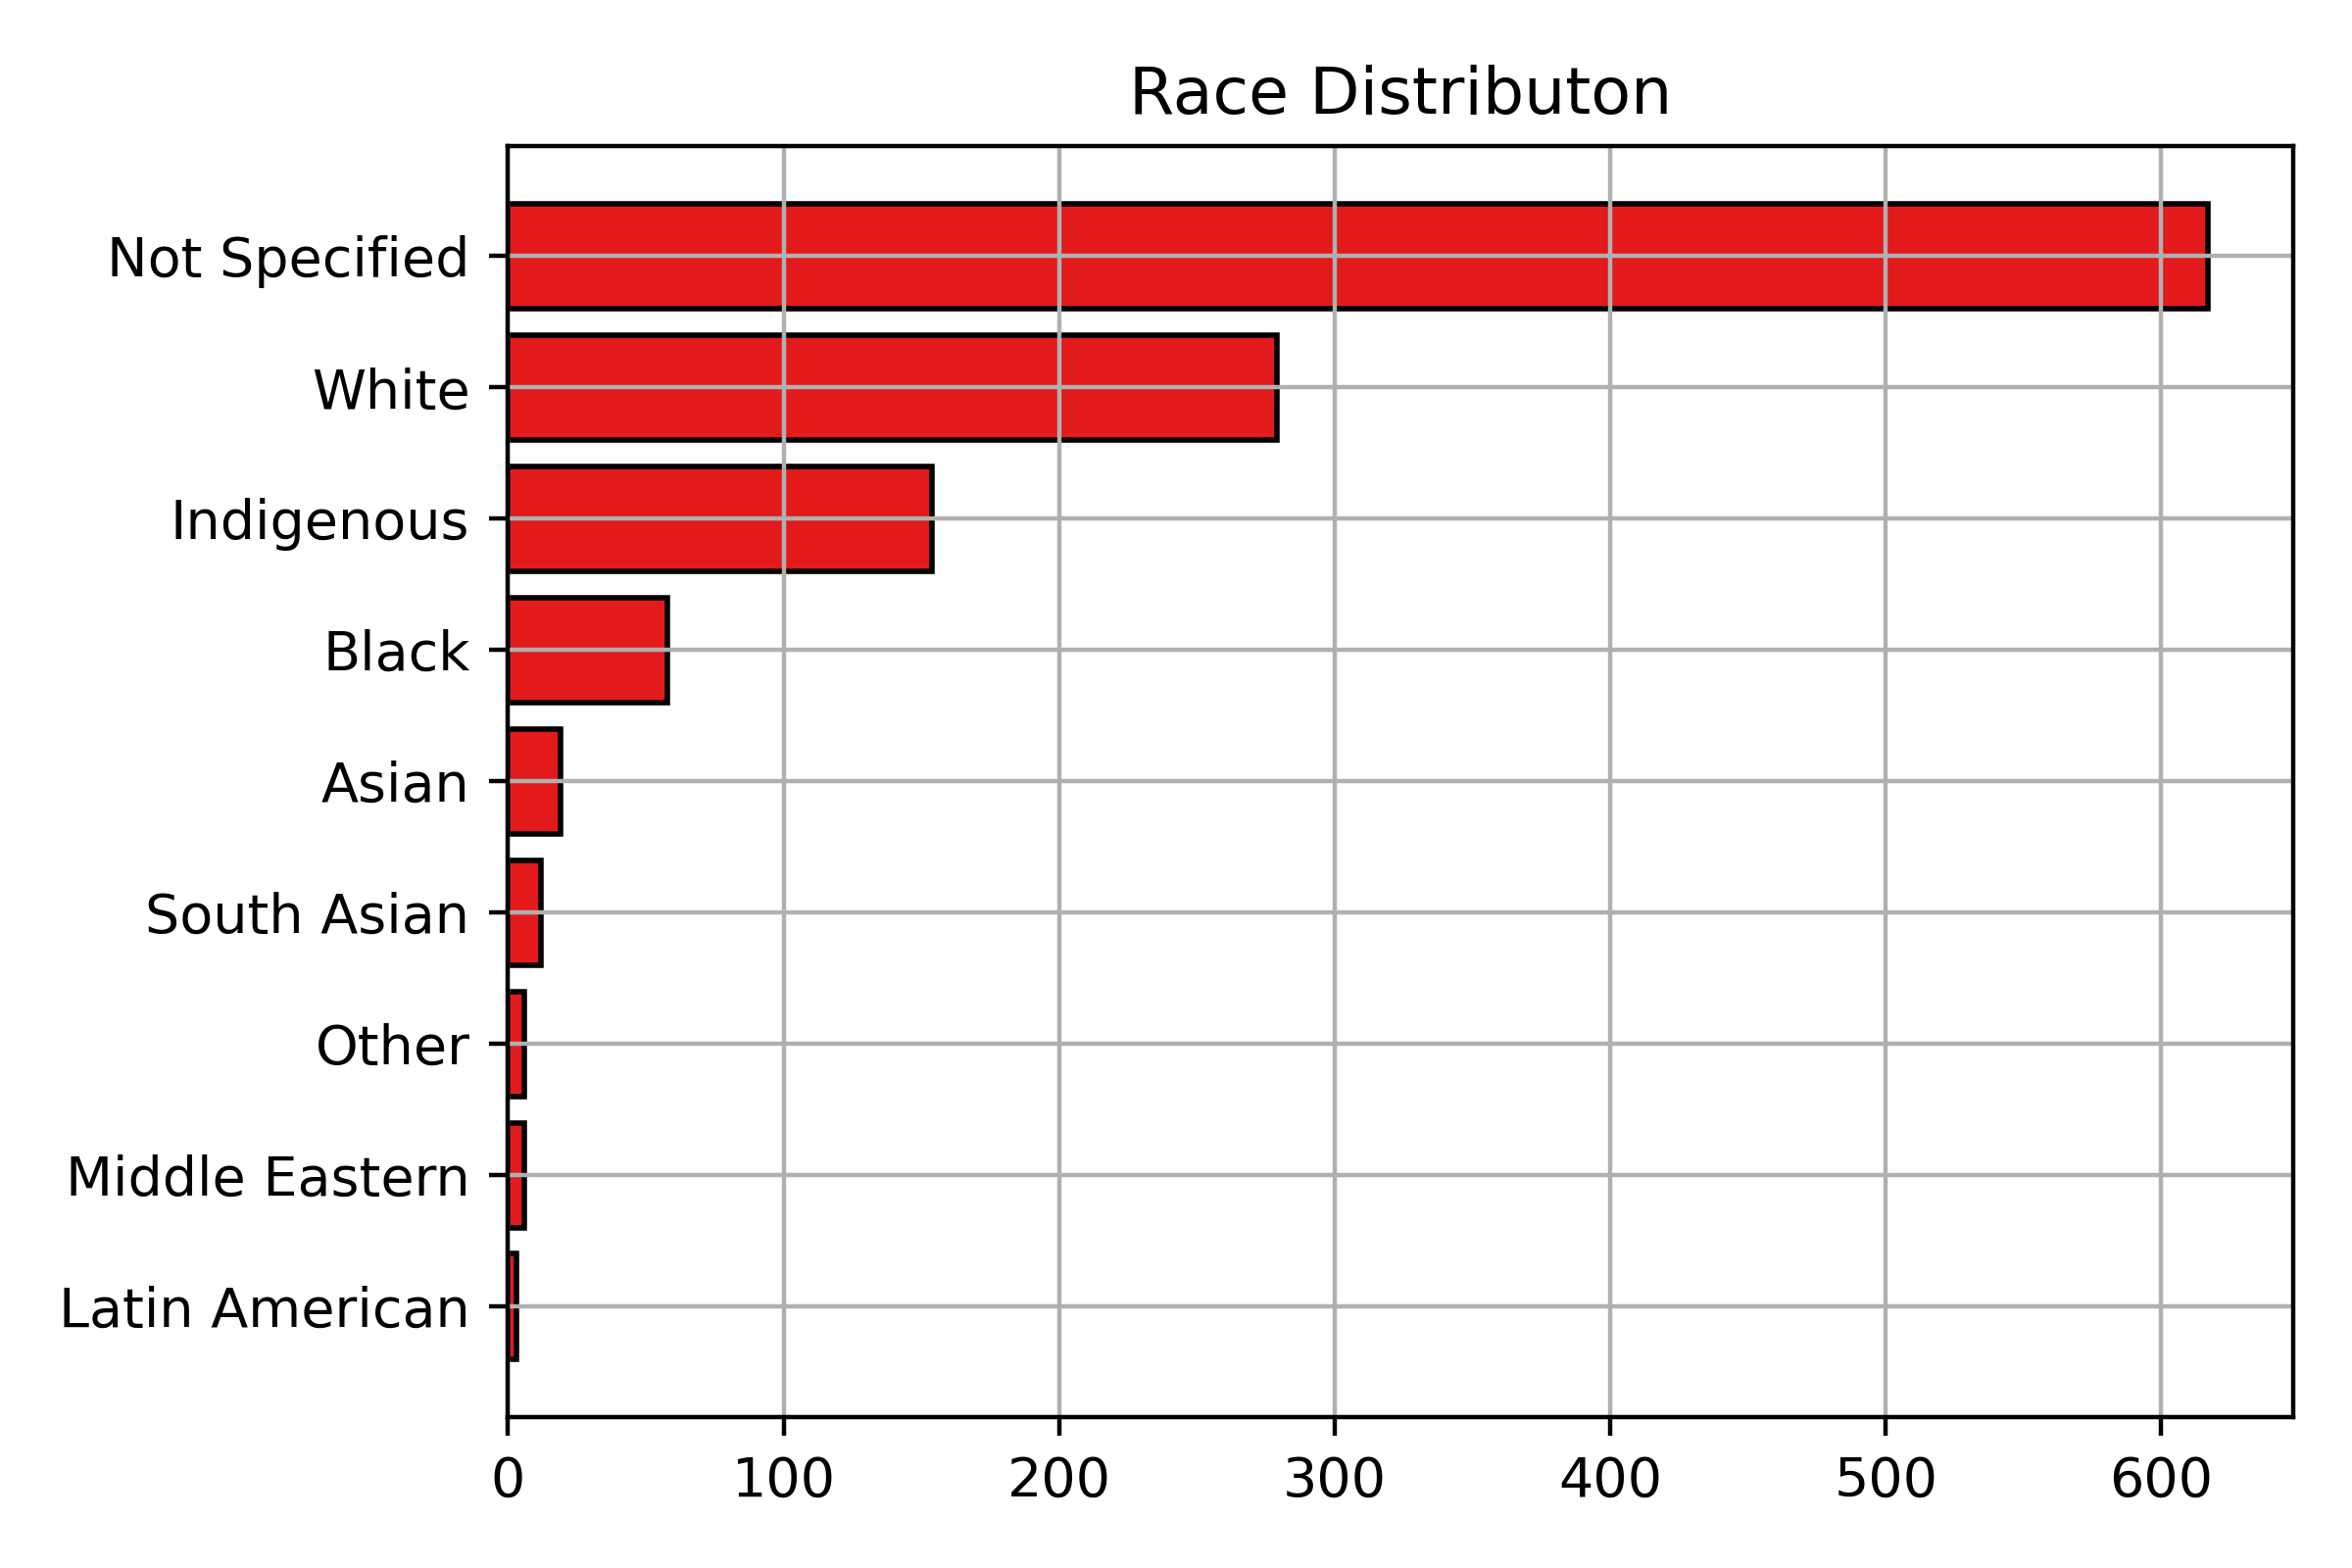 Race Distributon
Not Specified
White
Indigenous
Black
Asian
South Asian
Other
Middle Eastern
Latin American
0 100 200 300 400 500 600